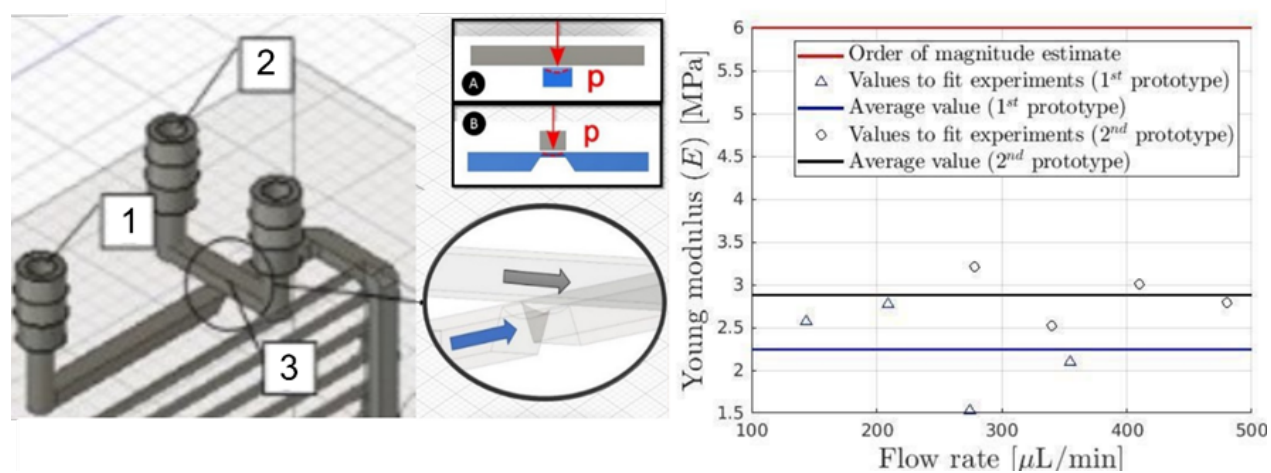 1
2
3
A
p
B
p
Young modulus (E) [MPa]
6
5.5
5
4.5
4
3.5
3
2.5
2
1.5
Order of magnitude estimate
Values to fit experiments (1st prototype)
Average value (1st prototype)
Values to fit experiments (2nd prototype)
Average value (2nd prototype)
100 200 300 400 500
Flow rate [μL/min]